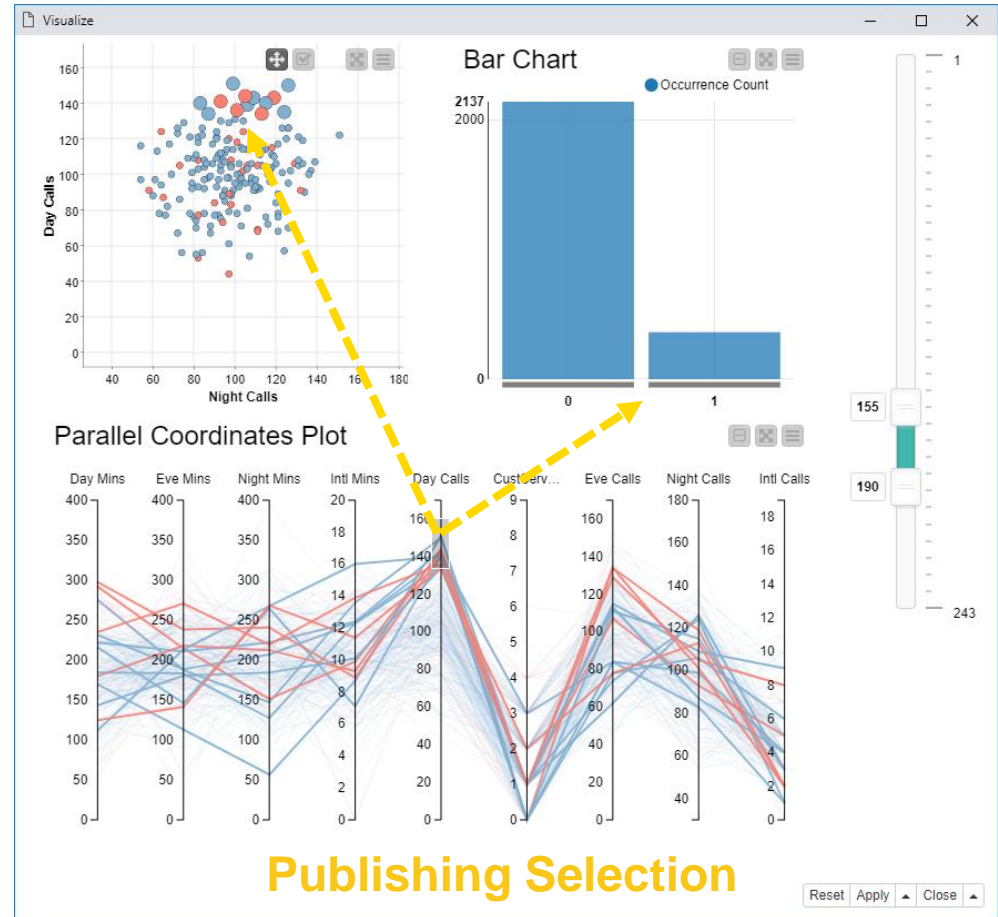 Visualize
160
140
120
100
80
60
40
20
0
Day Calls
40 60 80 100 120 140 160 180
Night Calls
Bar Chart
Occurrence Count
2137
2000
0
0 1
1
155
190
243
Parallel Coordinates Plot
Day Mins Eve Mins Night Mins Intl Mins Day Calls CustServ… Eve Calls Night Calls Intl Calls
400 350 300 250 200 150 100 50 0
400 350 300 250 200 150 100 50 0
400 350 300 250 200 150 100 50 0
20 18 16 14 12 10 8 6 4 2 0
160 140 120 100 80 60 40 20 0
9 8 7 6 5 4 3 2 1 0
160 140 120 100 80 60 40 20 0
180 160 140 120 100 80 60 40
18 16 14 12 10 8 6 4 2 0
Publishing Selection
Reset Apply Close